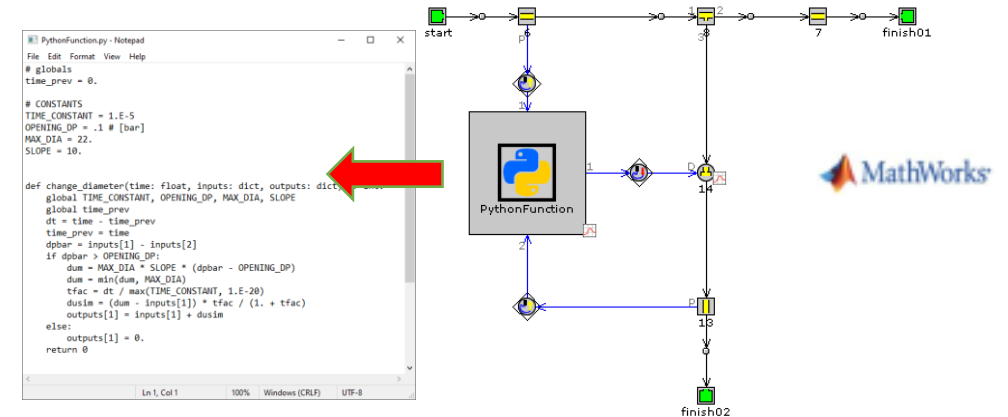 PythonFunction.py - Notepad
File Edit Format View Help
# globals
time_prev = 0.
# CONSTANTS
TIME_CONSTANT = 1.E-5
OPENING_DP = .1 # [bar]
MAX_DIA = 22.
SLOPE = 10.
def change_diameter(time: float, inputs: dict, outputs: dict,
global TIME_CONSTANT, OPENING_DP, MAX_DIA, SLOPE
global time_prev
dt = time - time_prev
time_prev = time
dpbar = inputs[1] - inputs[2]
if dpbar > OPENING_DP:
dum = MAX_DIA * SLOPE * (dpbar - OPENING_DP)
dum = min(dum, MAX_DIA)
tfac = dt / max(TIME_CONSTANT, 1.E-20)
dusim = (dum - inputs[1]) * tfac / (1. + tfac)
outputs[1] = inputs[1] + dusim
else:
outputs[1] = 0.
return 0
Ln 1, Col 1 100% Windows (CRLF) UTF-8
start
6
P
1 2
8
3
7
finish01
1
PythonFunction
1
2
D
14
P
13
finish02
MathWorks